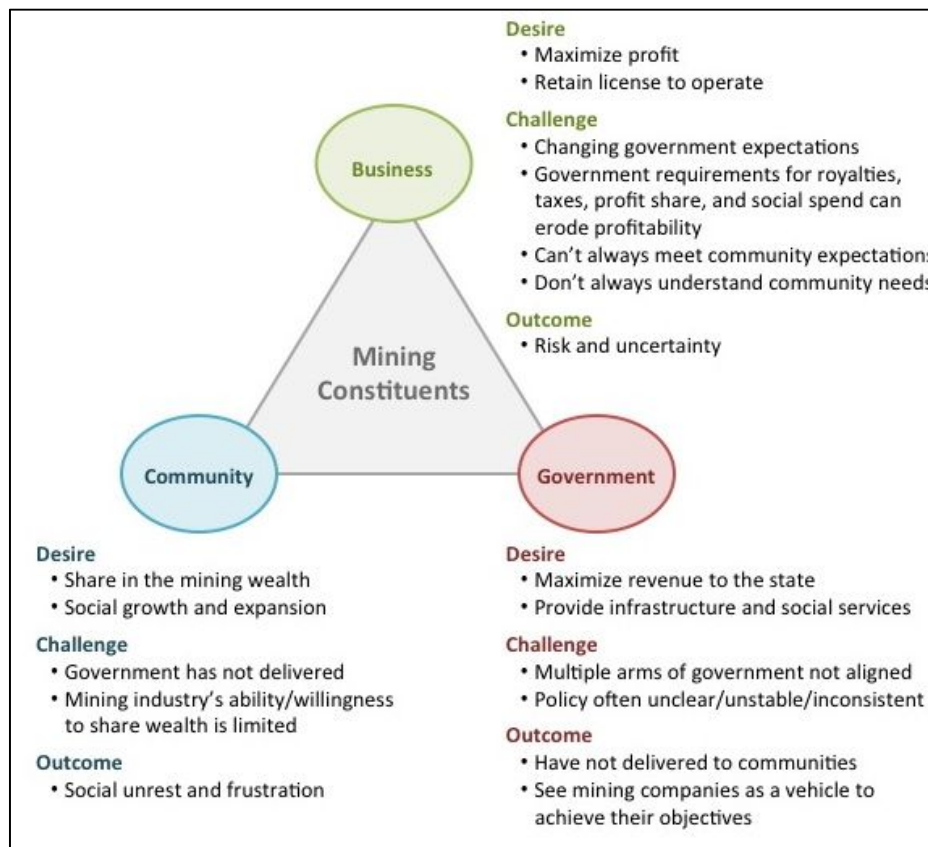 Desire
• Maximize profit
• Retain license to operate
Challenge
• Changing government expectations
• Government requirements for royalties,
taxes, profit share, and social spend can
erode profitability
• Can't always meet community expectations
• Don't always understand community needs
Outcome
• Risk and uncertainty
Business
Mining
Constituents
Community
Government
Desire
• Share in the mining wealth
• Social growth and expansion
Challenge
• Government has not delivered
• Mining industry's ability/willingness
to share wealth is limited
Outcome
• Social unrest and frustration
Desire
• Maximize revenue to the state
• Provide infrastructure and social services
Challenge
• Multiple arms of government not aligned
• Policy often unclear/unstable/inconsistent
Outcome
• Have not delivered to communities
• See mining companies as a vehicle to
achieve their objectives